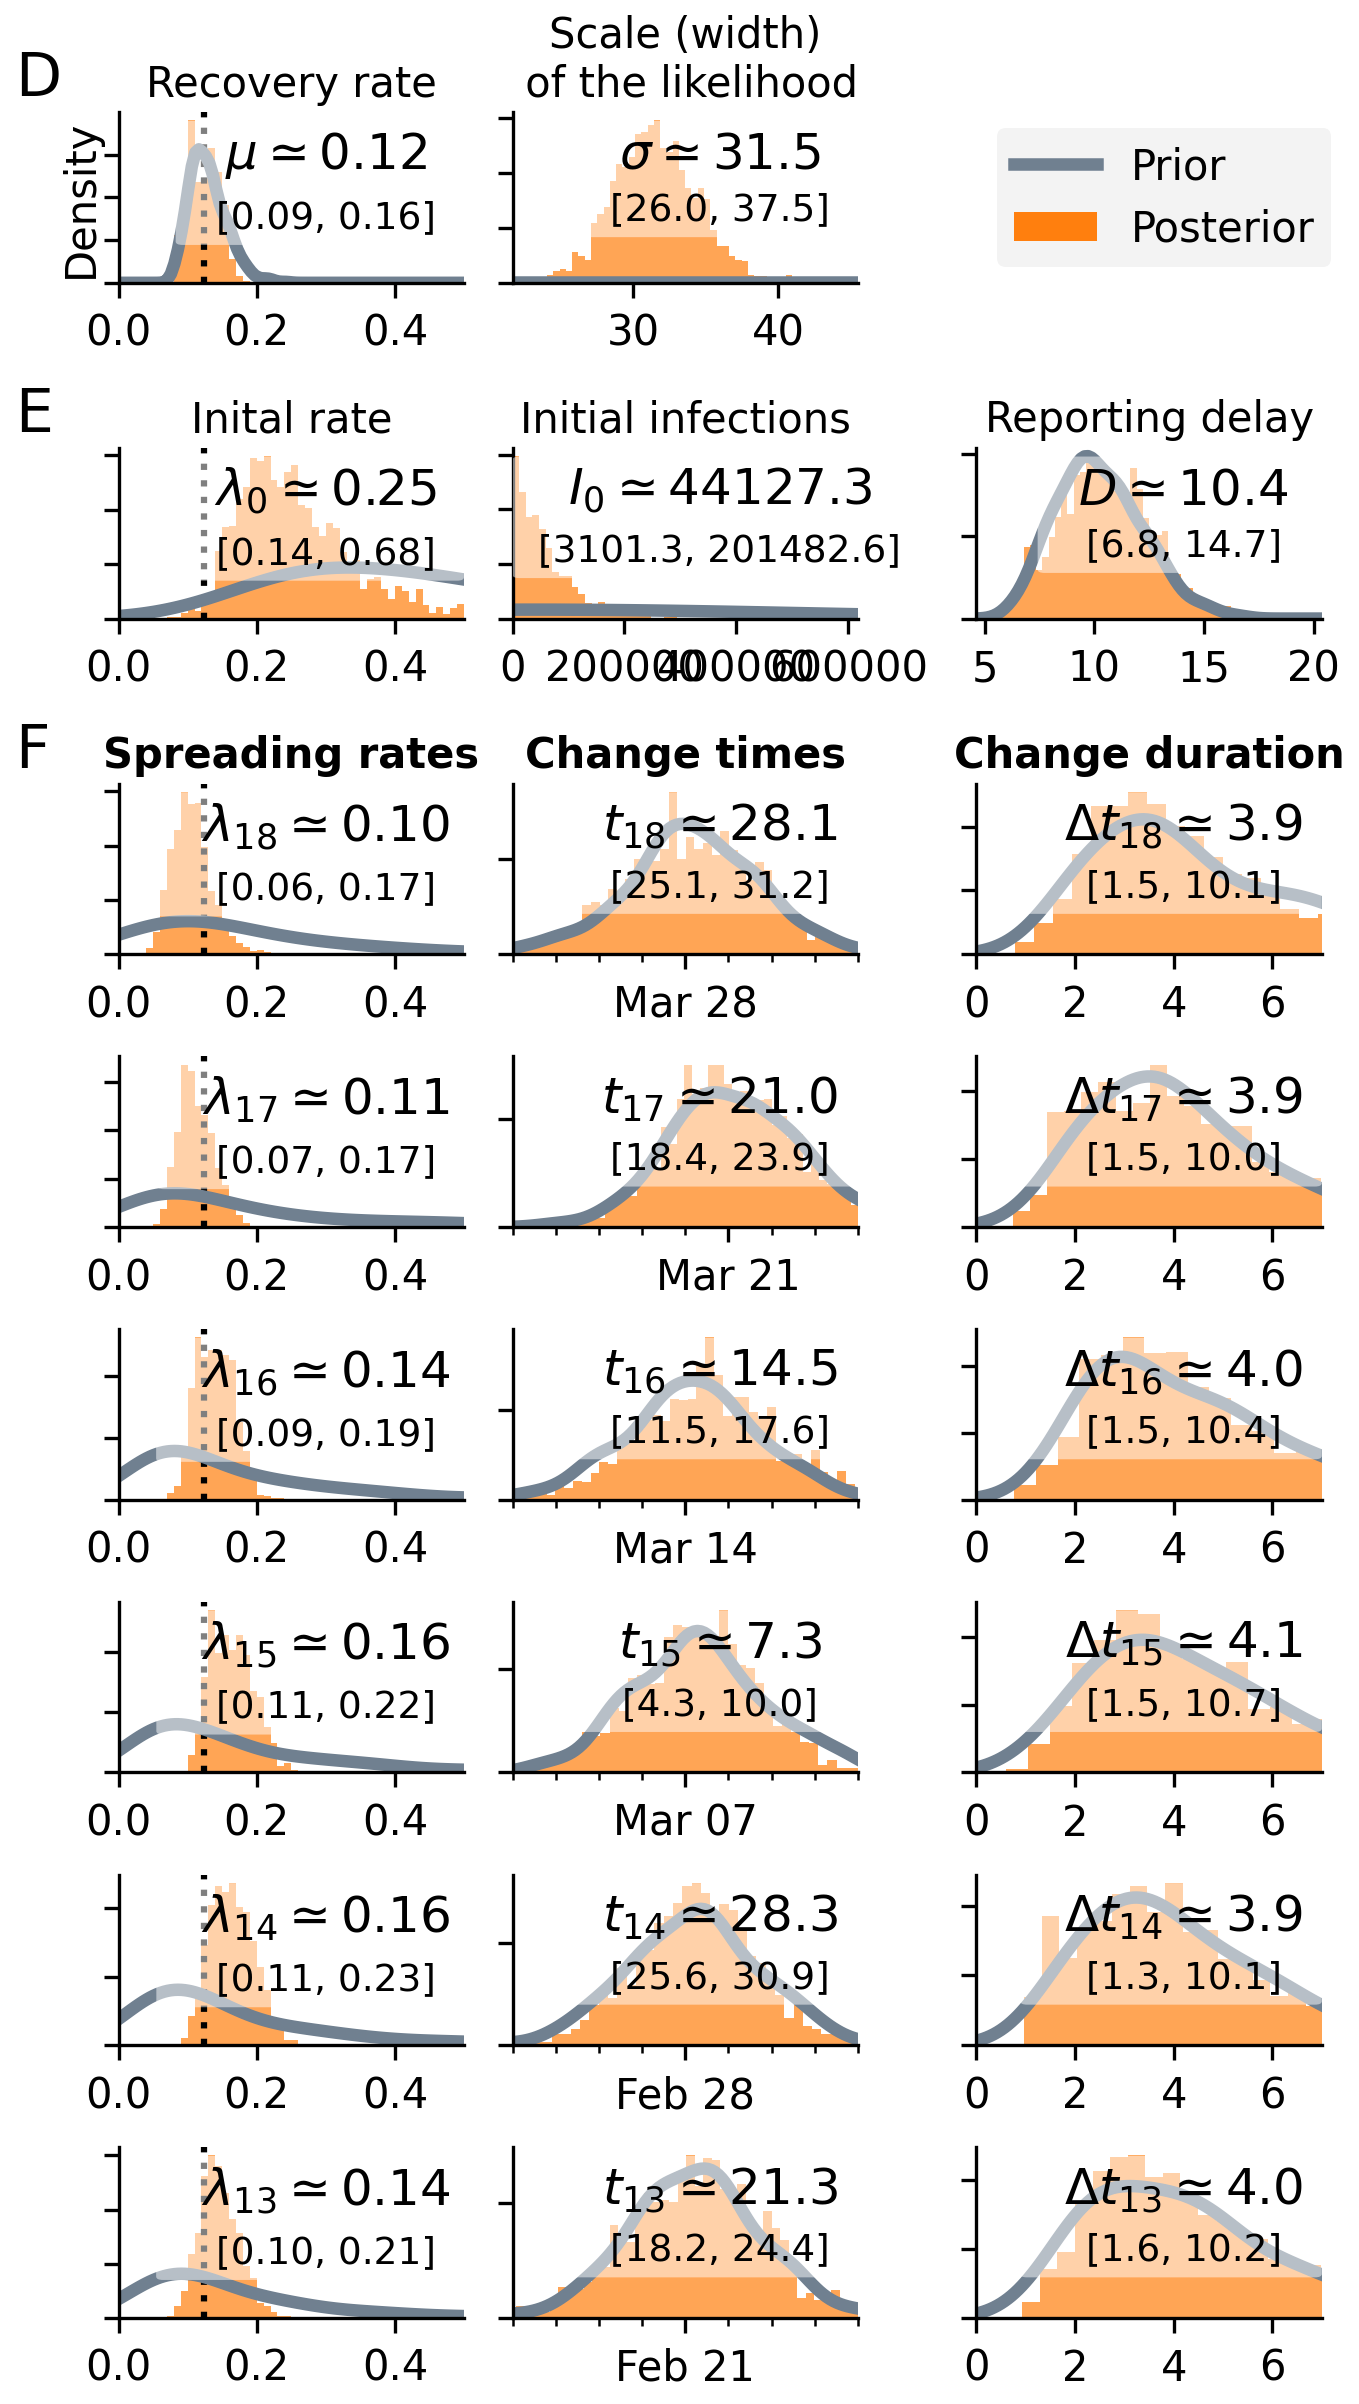 D
Recovery rate
Scale (width)
of the likelihood
Density
μ ≃ 0.12
[0.09, 0.16]
0.0 0.2 0.4
σ ≃ 31.5
[26.0, 37.5]
30 40
Prior
Posterior
E
Inital rate
Initial infections
Reporting delay
λ0 ≃ 0.25
[0.14, 0.68]
0.0 0.2 0.4
I0 ≃ 44127.3
[3101.3, 201482.6]
0 200000 400000 600000
D ≃ 10.4
[6.8, 14.7]
5 10 15 20
F
Spreading rates
Change times
Change duration
λ18 ≃ 0.10
[0.06, 0.17]
0.0 0.2 0.4
t18 ≃ 28.1
[25.1, 31.2]
Mar 28
Δt18 ≃ 3.9
[1.5, 10.1]
0 2 4 6
λ17 ≃ 0.11
[0.07, 0.17]
0.0 0.2 0.4
t17 ≃ 21.0
[18.4, 23.9]
Mar 21
Δt17 ≃ 3.9
[1.5, 10.0]
0 2 4 6
λ16 ≃ 0.14
[0.09, 0.19]
0.0 0.2 0.4
t16 ≃ 14.5
[11.5, 17.6]
Mar 14
Δt16 ≃ 4.0
[1.5, 10.4]
0 2 4 6
λ15 ≃ 0.16
[0.11, 0.22]
0.0 0.2 0.4
t15 ≃ 7.3
[4.3, 10.0]
Mar 07
Δt15 ≃ 4.1
[1.5, 10.7]
0 2 4 6
λ14 ≃ 0.16
[0.11, 0.23]
0.0 0.2 0.4
t14 ≃ 28.3
[25.6, 30.9]
Feb 28
Δt14 ≃ 3.9
[1.3, 10.1]
0 2 4 6
λ13 ≃ 0.14
[0.10, 0.21]
0.0 0.2 0.4
t13 ≃ 21.3
[18.2, 24.4]
Feb 21
Δt13 ≃ 4.0
[1.6, 10.2]
0 2 4 6